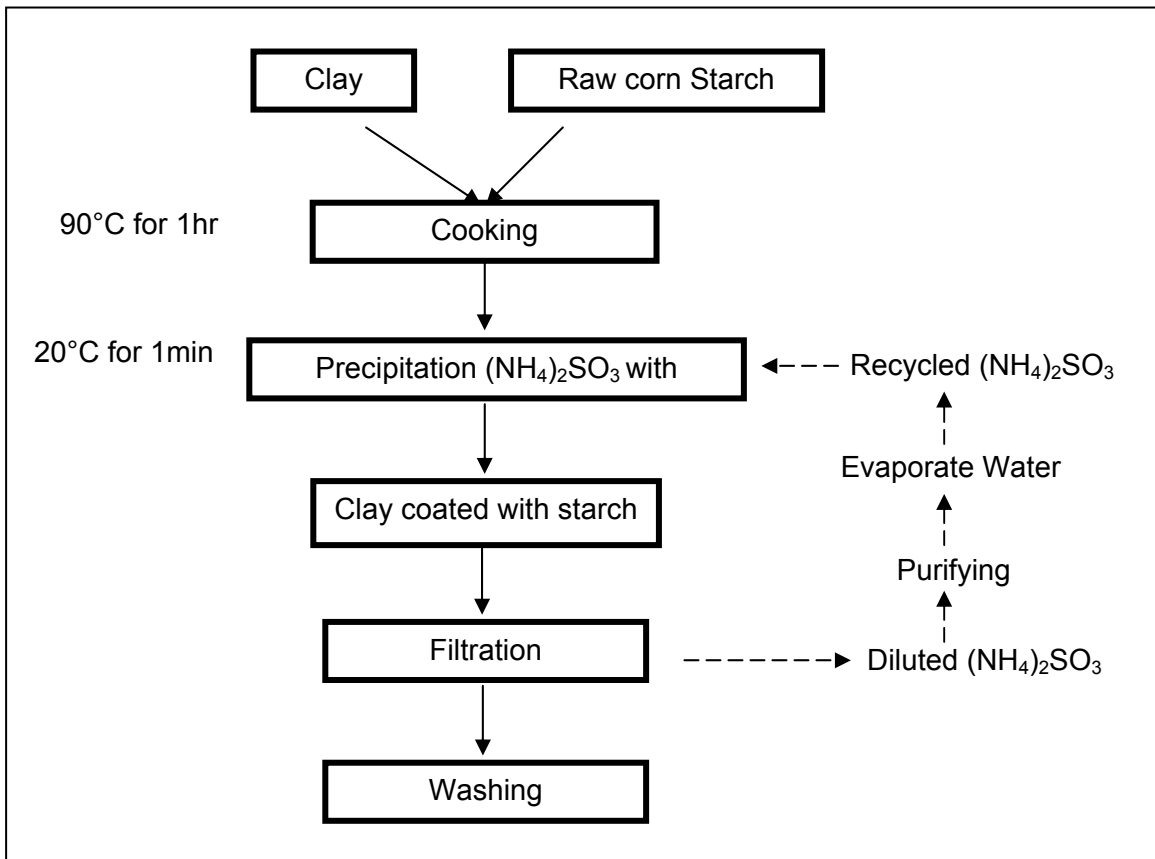 Clay
Raw corn Starch
90°C for 1hr
Cooking
20°C for 1min
Precipitation (NH₄)₂SO₃ with
Recycled (NH₄)₂SO₃
Evaporate Water
Clay coated with starch
Purifying
Filtration
Diluted (NH₄)₂SO₃
Washing